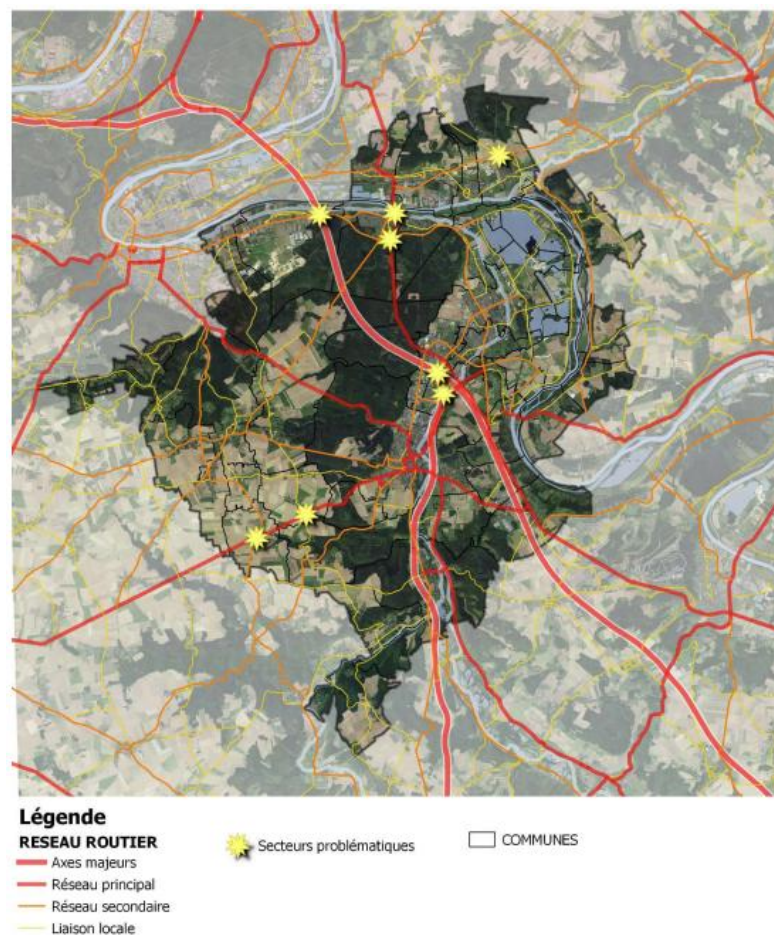 Légende
RESEAU ROUTIER
Axes majeurs
Réseau principal
Réseau secondaire
Liaison locale
Secteurs problématiques
COMMUNES